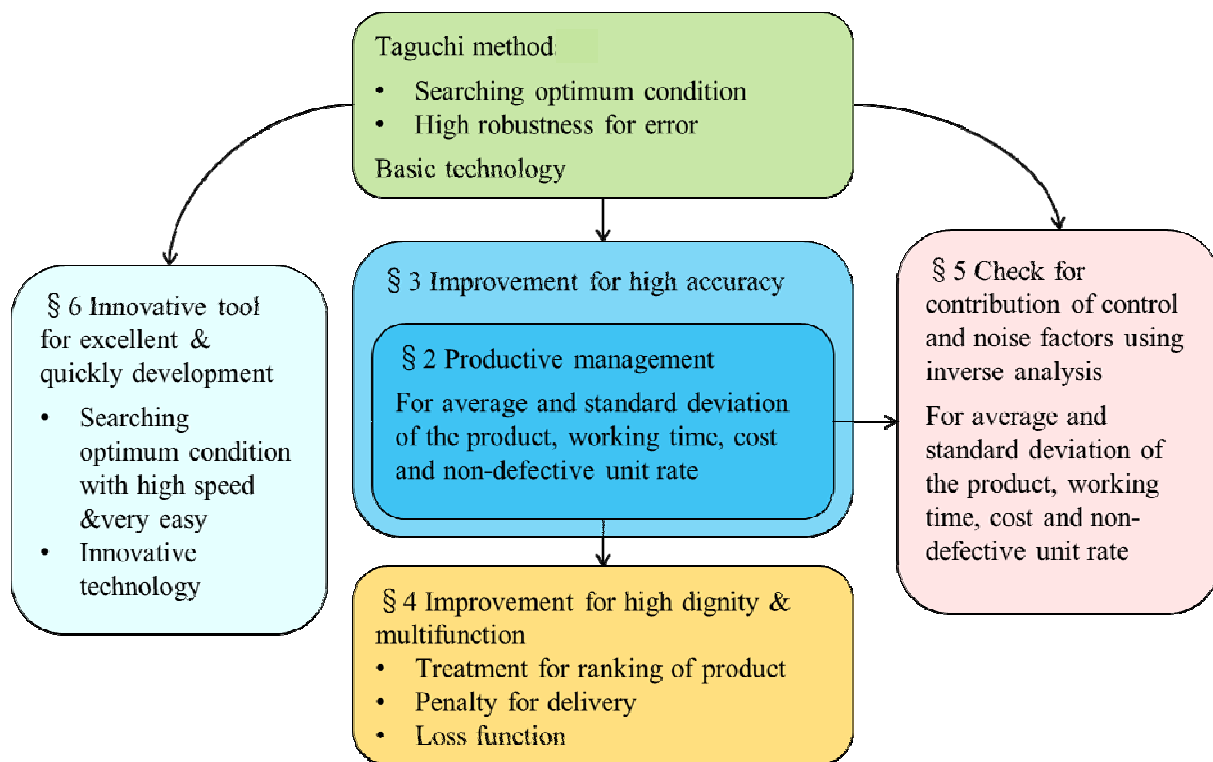 Taguchi method:
• Searching optimum condition
• High robustness for error
Basic technology
§ 3 Improvement for high accuracy
§ 2 Productive management
For average and standard deviation
of the product, working time, cost
and non-defective unit rate
§ 6 Innovative tool
for excellent &
quickly development
• Searching
optimum condition
with high speed
&very easy
• Innovative
technology
§ 5 Check for
contribution of control
and noise factors using
inverse analysis
For average and
standard deviation of
the product, working
time, cost and non-
defective unit rate
§ 4 Improvement for high dignity &
multifunction
• Treatment for ranking of product
• Penalty for delivery
• Loss function